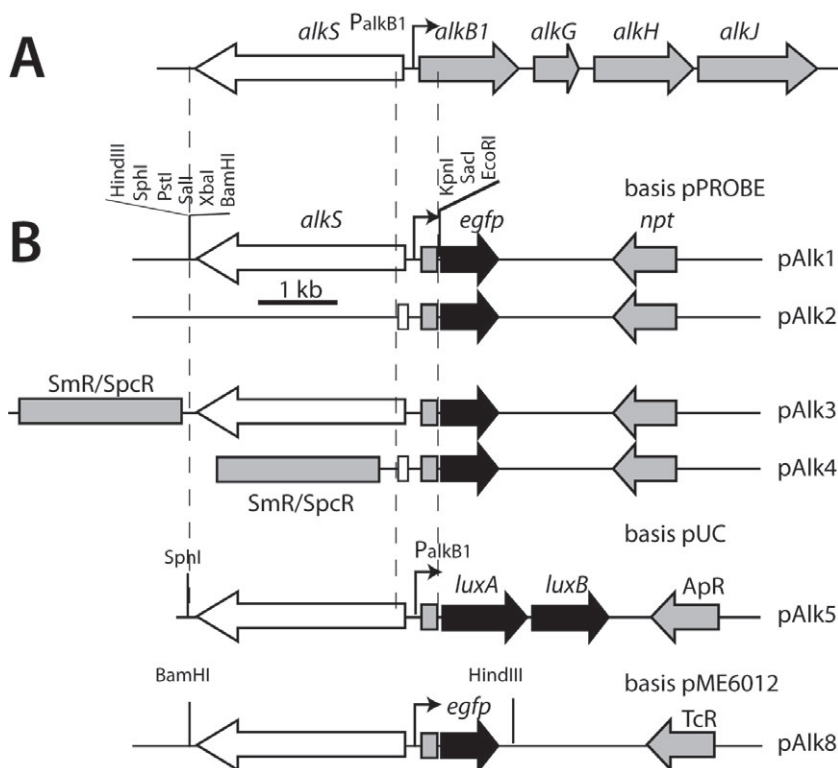 A
alkS PalkB1 alkB1 alkG alkH alkJ
HindIII
SphI
PstI
SalI
XbaI
BamHI
KpnI
SacI
EcoRI
basis pPROBE
B
alkS egfp npt pAlk1
1 kb
pAlk2
SmR/SpcR
pAlk3
pAlk4
SmR/SpcR
basis pUC
SphI PalkB1
luxA luxB ApR
pAlk5
BamHI HindIII basis pME6012
egfp TcR
pAlk8